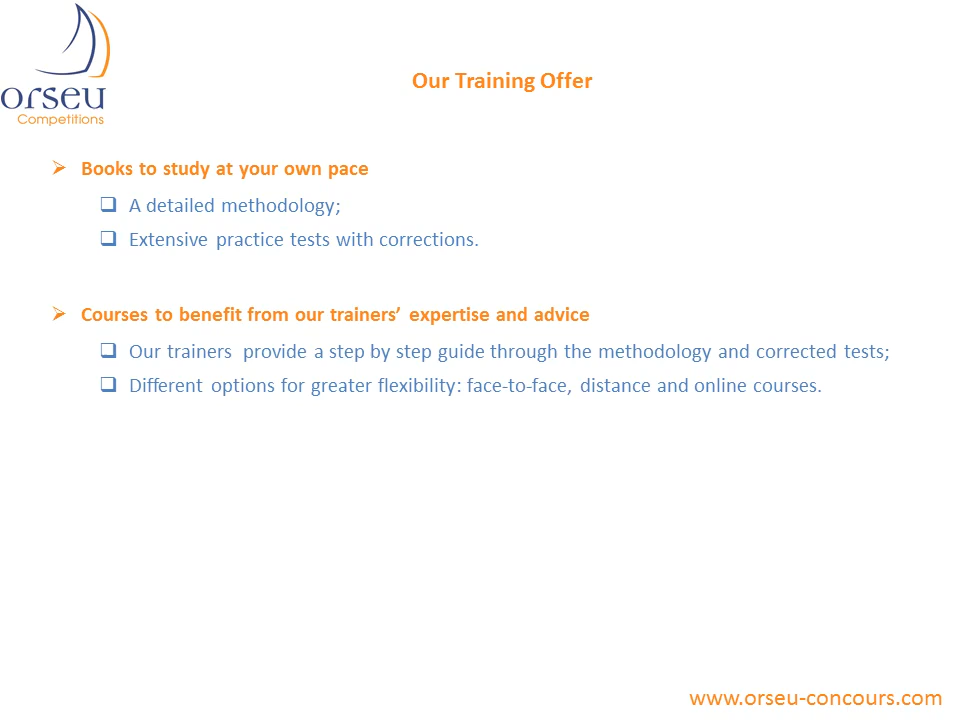 orseu
Competitions
Our Training Offer
Books to study at your own pace
A detailed methodology;
Extensive practice tests with corrections.
Courses to benefit from our trainers’ expertise and advice
Our trainers provide a step by step guide through the methodology and corrected tests;
Different options for greater flexibility: face-to-face, distance and online courses.
www.orseu-concours.com